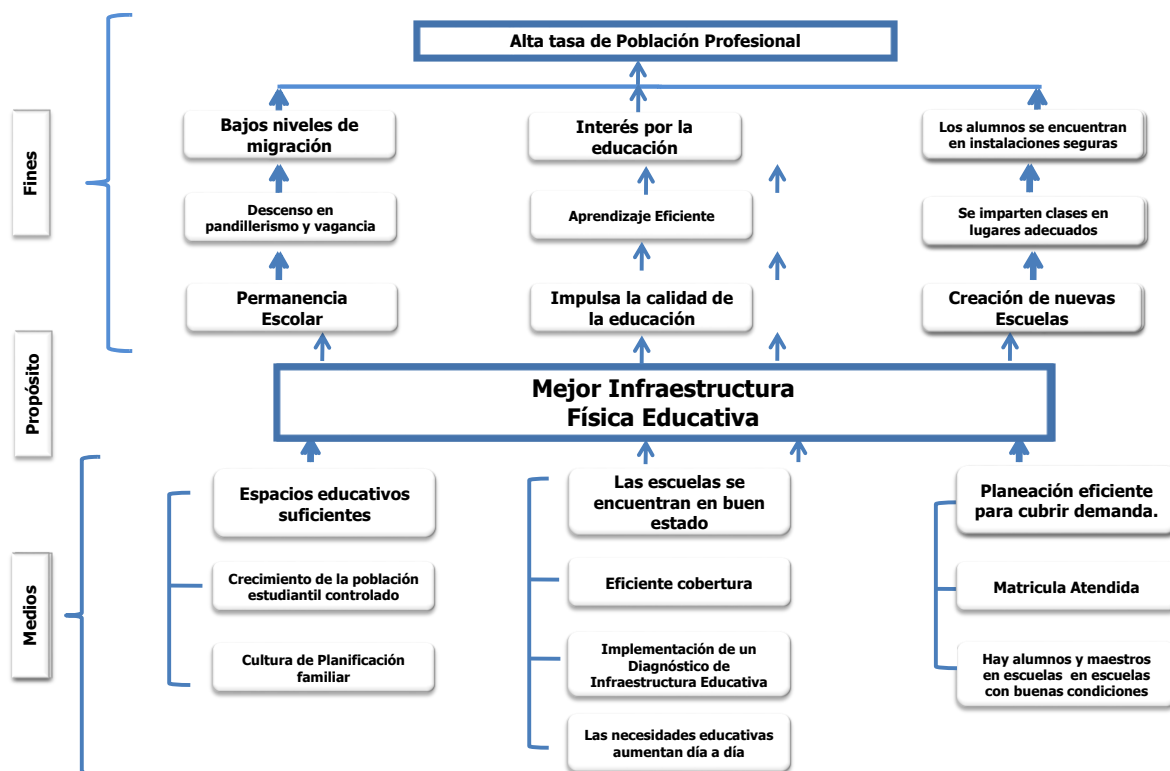 Alta tasa de Población Profesional
Fines
Bajos niveles de
migración
Interés por la
educación
Los alumnos se encuentran
en instalaciones seguras
Descenso en
pandillerismo y vagancia
Aprendizaje Eficiente
Se imparten clases en
lugares adecuados
Permanencia
Escolar
Impulsa la calidad de
la educación
Creación de nuevas
Escuelas
Propósito
Mejor Infraestructura
Física Educativa
Medios
Espacios educativos
suficientes
Las escuelas se
encuentran en buen
estado
Planeación eficiente
para cubrir demanda.
Crecimiento de la población
estudiantil controlado
Eficiente cobertura
Matricula Atendida
Cultura de Planificación
familiar
Implementación de un
Diagnóstico de
Infraestructura Educativa
Hay alumnos y maestros
en escuelas en escuelas
con buenas condiciones
Las necesidades educativas
aumentan día a día